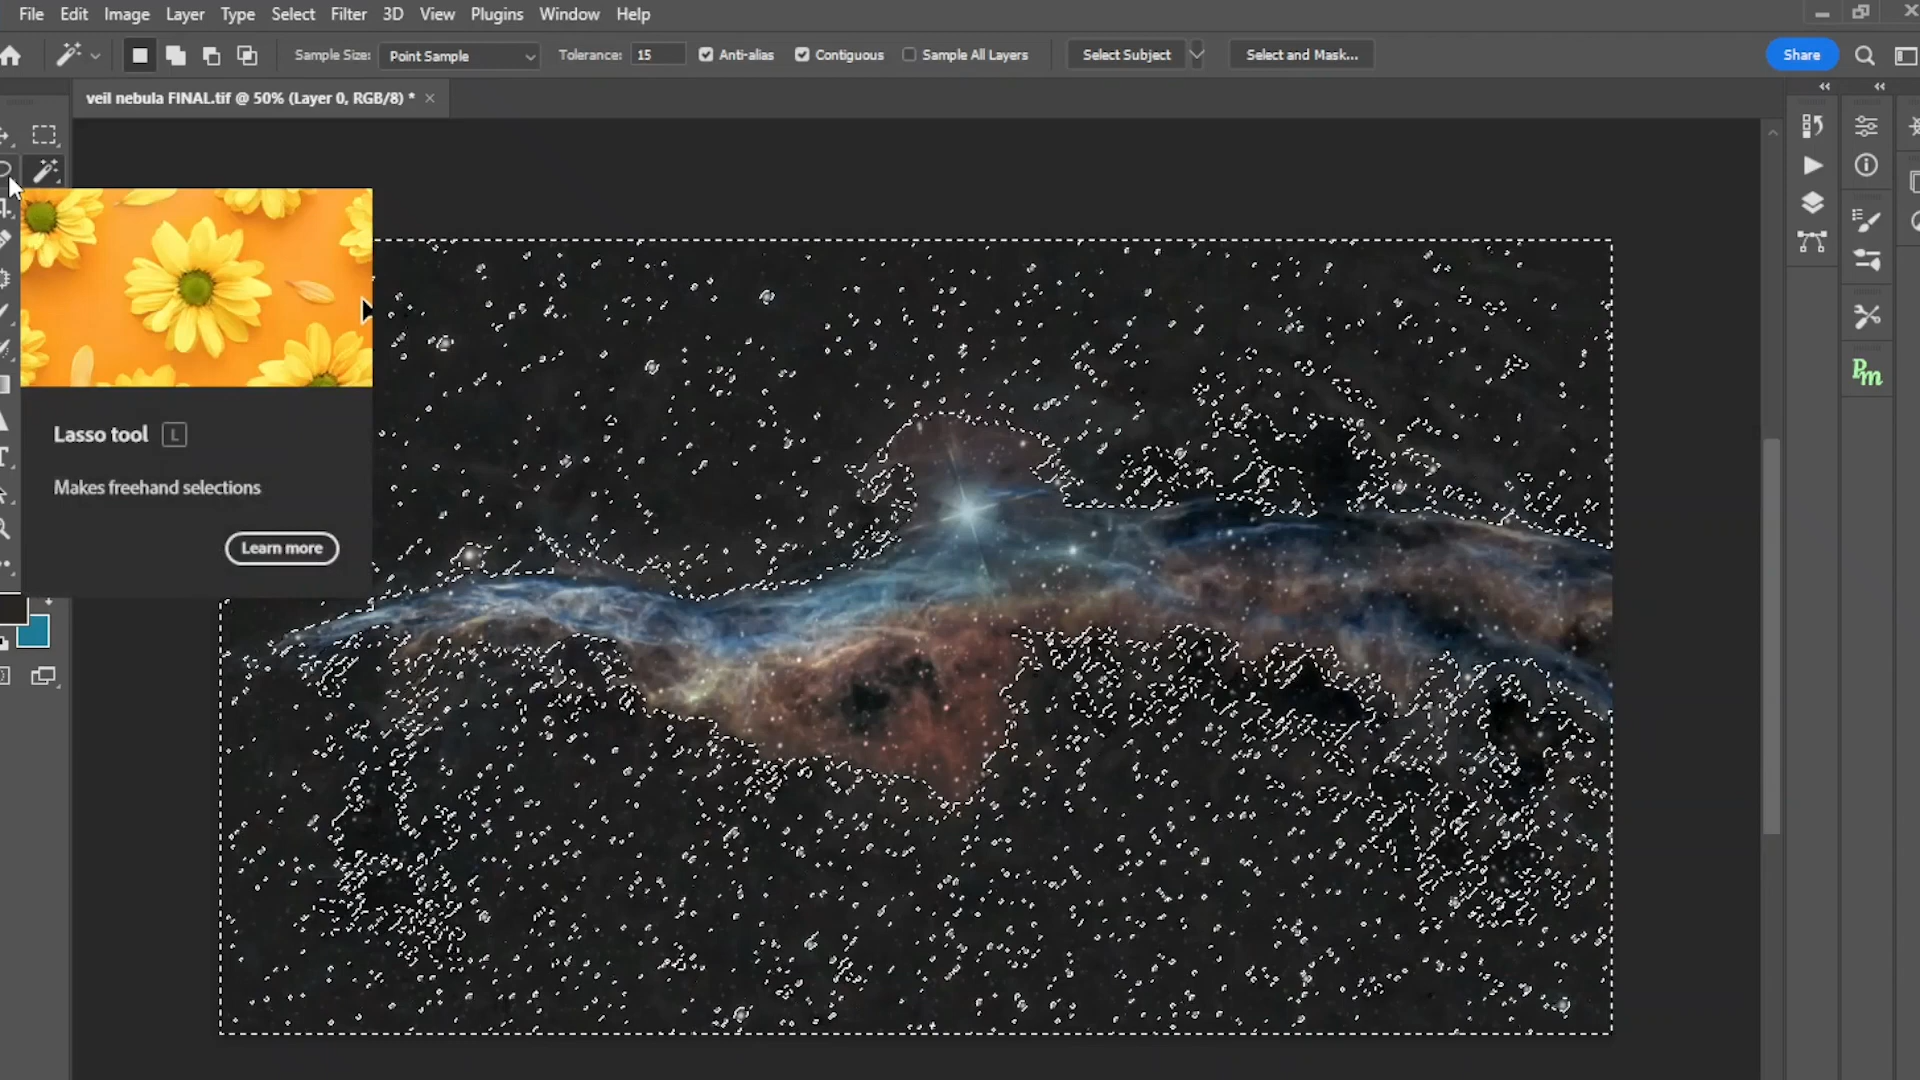 File Edit Image Layer Type Select Filter 3D View Plugins Window Help
Sample Size: Point Sample Tolerance: 15 Anti-alias Contiguous Sample All Layers Select Subject Select and Mask... Share
veil nebula FINAL.tif @ 50% (Layer 0, RGB/8) *
Pm
Lasso tool L
Makes freehand selections
Learn more